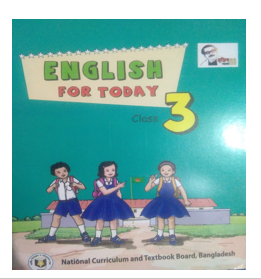 ENGLISH
FOR TODAY
Class 3
National Curriculum and Textbook Board, Bangladesh